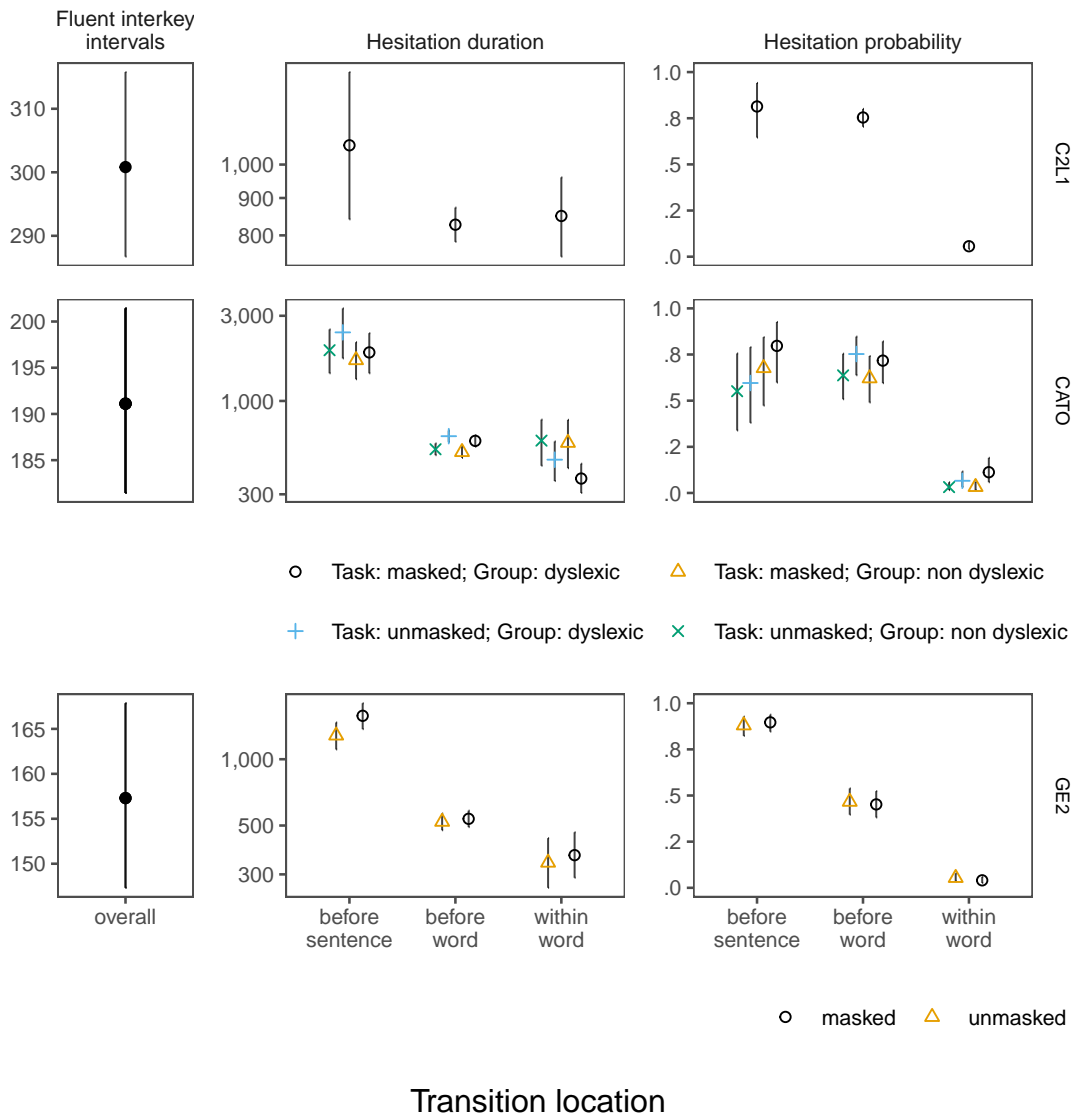 Fluent interkey
intervals
Hesitation duration
Hesitation probability
310
300
290
1,000
900
800
1.0
.8
.5
.2
.0
C2L1
200
195
190
185
3,000
1,000
300
1.0
.8
.5
.2
.0
CATO
Task: masked; Group: dyslexic
Task: masked; Group: non dyslexic
Task: unmasked; Group: dyslexic
Task: unmasked; Group: non dyslexic
165
160
155
150
1,000
500
300
1.0
.8
.5
.2
.0
GE2
overall
before
sentence
before
word
within
word
before
sentence
before
word
within
word
masked
unmasked
Transition location